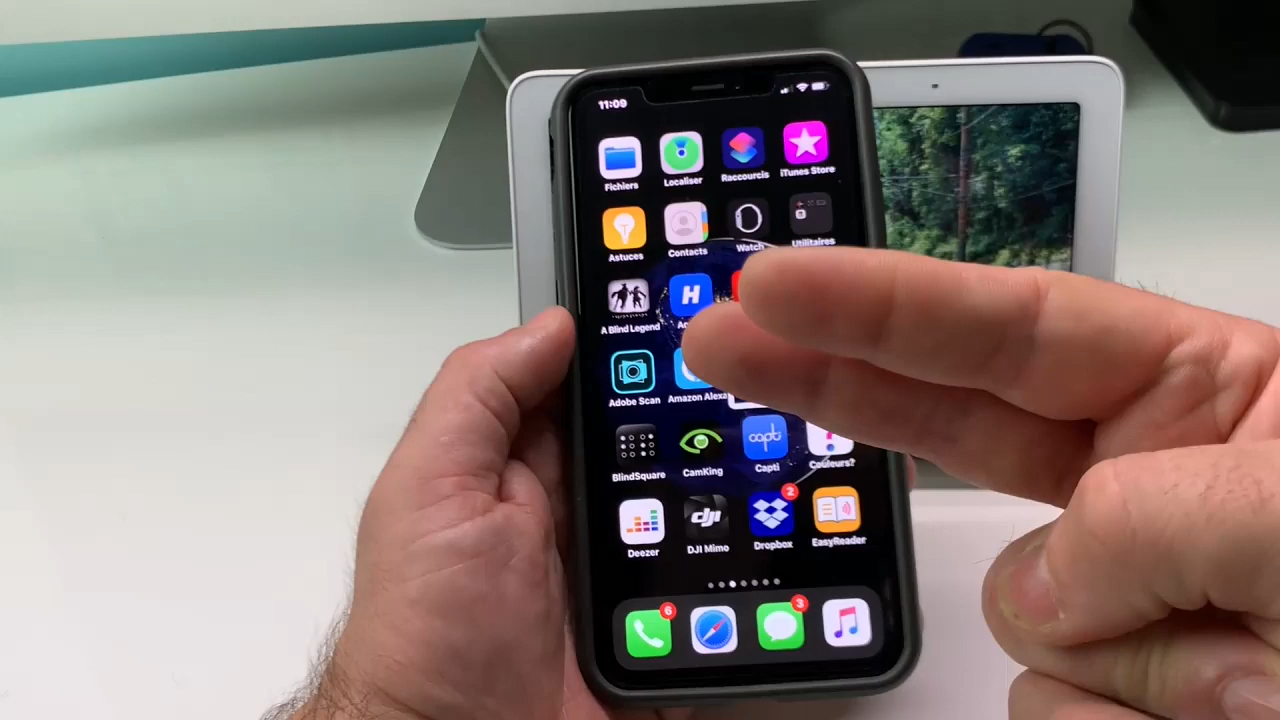 11:09
Fichiers
Localiser
Raccourcis
iTunes Store
Astuces
Contacts
Watch
Utilitaires
A Blind Legend
H
Adobe Scan
Amazon Alexa
BlindSquare
CamKing
capti
Capti
?
Couleurs?
Deezer
dji
DJI Mimo
2
Dropbox
EasyReader
6
3